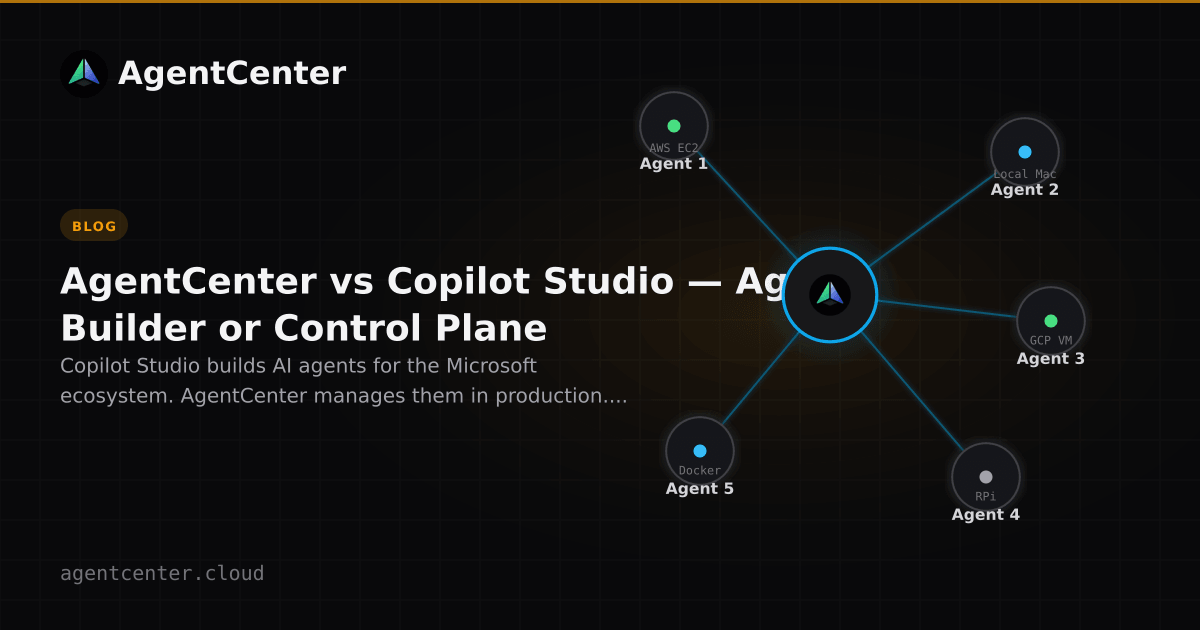 AgentCenter
BLOG
AgentCenter vs Copilot Studio — Ag
Builder or Control Plane
Copilot Studio builds AI agents for the Microsoft
ecosystem. AgentCenter manages them in production....
agentcenter.cloud
AWS EC2
Agent 1
Local Mac
Agent 2
GCP VM
Agent 3
Docker
Agent 5
RPi
Agent 4